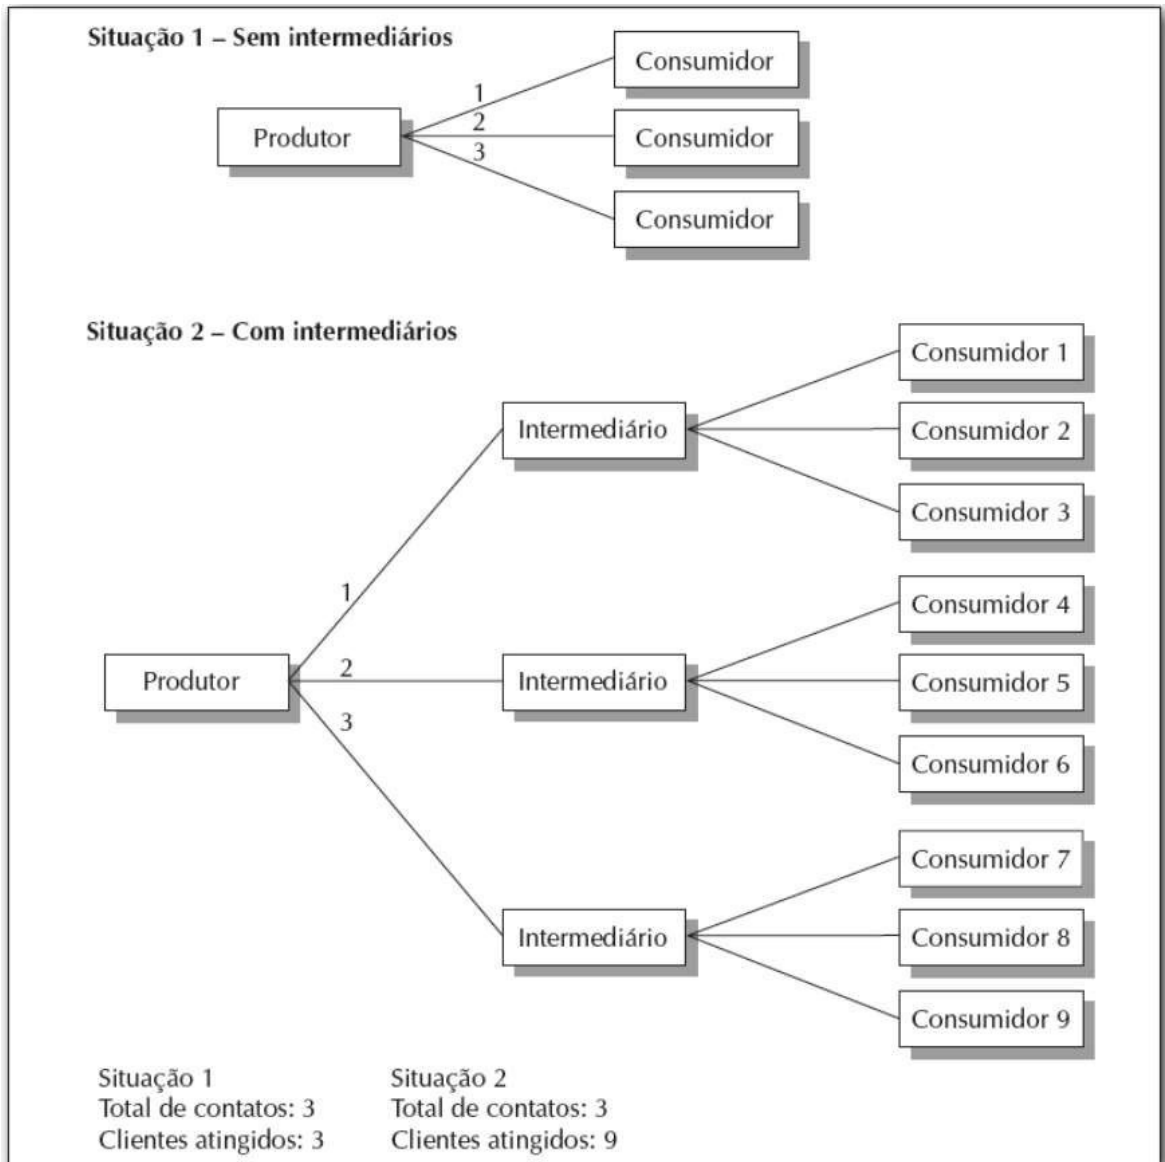 Situação 1 – Sem intermediários
Consumidor
1
Produtor
2
Consumidor
3
Consumidor
Situação 2 – Com intermediários
Consumidor 1
Intermediário
Consumidor 2
Consumidor 3
1
Consumidor 4
Produtor
2
Intermediário
Consumidor 5
3
Consumidor 6
Consumidor 7
Intermediário
Consumidor 8
Consumidor 9
Situação 1
Total de contatos: 3
Clientes atingidos: 3
Situação 2
Total de contatos: 3
Clientes atingidos: 9